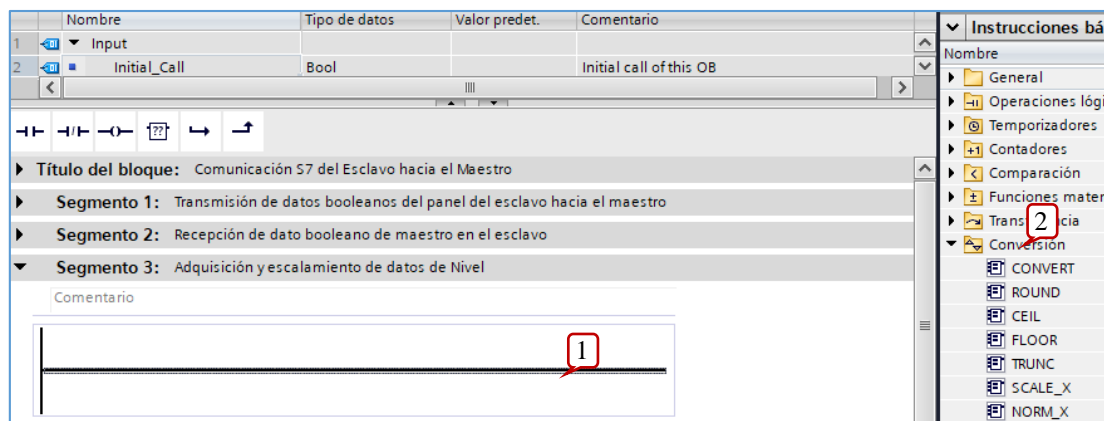 Nombre Tipo de datos Valor predet. Comentario
1 Input
2 Initial_Call Bool Initial call of this OB
??
Título del bloque: Comunicación S7 del Esclavo hacia el Maestro
Segmento 1: Transmisión de datos booleanos del panel del esclavo hacia el maestro
Segmento 2: Recepción de dato booleano de maestro en el esclavo
Segmento 3: Adquisición y escalamiento de datos de Nivel
Comentario
1
Instrucciones bá
Nombre
General
Operaciones lógi
Temporizadores
+1 Contadores
Comparación
Funciones mater
Trans cia
2
Conversión
CONVERT
ROUND
CEIL
FLOOR
TRUNC
SCALE_X
NORM_X